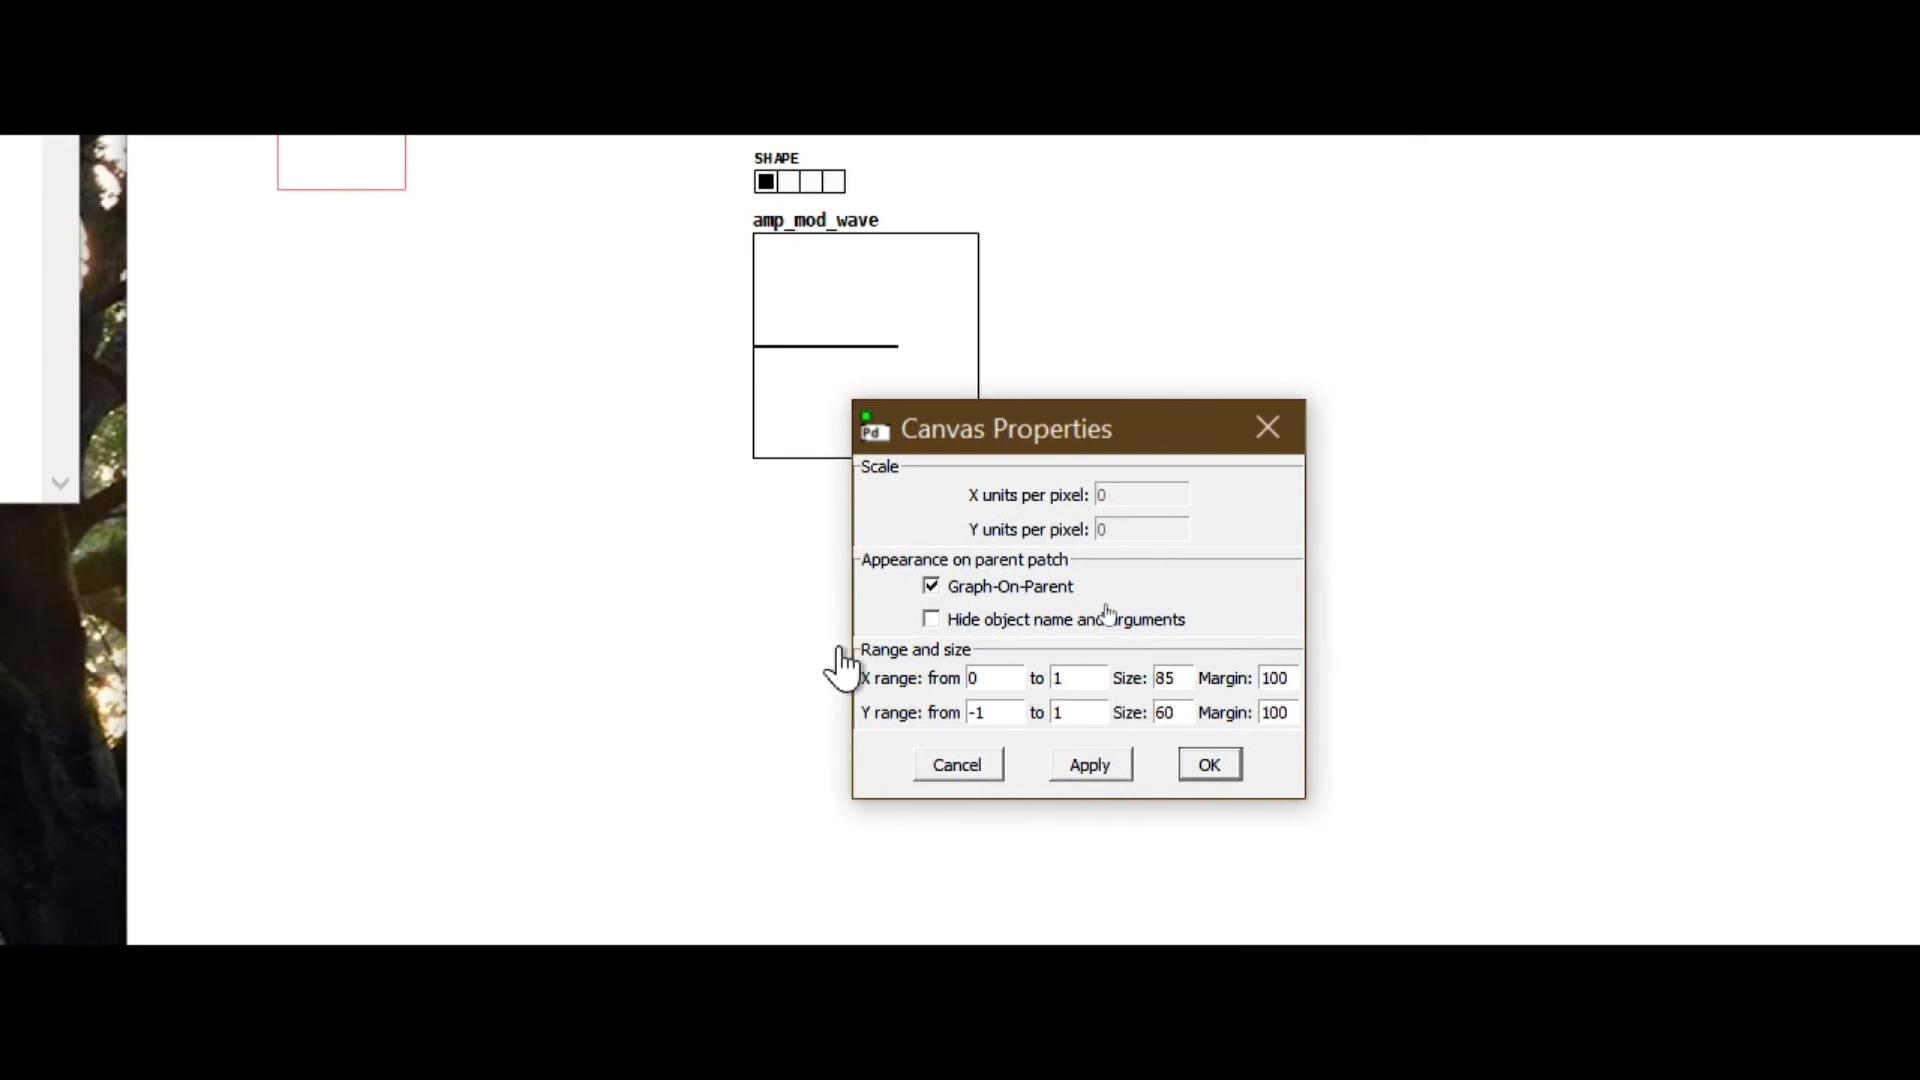 SHAPE
amp_mod_wave
Pd Canvas Properties
Scale
X units per pixel: 0
Y units per pixel: 0
Appearance on parent patch
Graph-On-Parent
Hide object name and arguments
Range and size
X range: from 0 to 1 Size: 85 Margin: 100
Y range: from -1 to 1 Size: 60 Margin: 100
Cancel Apply OK